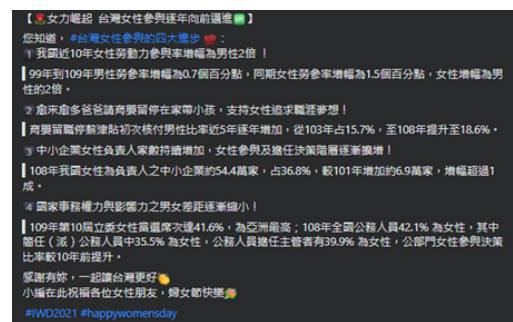 【🌹女力崛起 台灣女性參與逐年向前邁進📗】
您知道，#台灣女性參與的四大進步 🍎：
1 我國近10年女性勞動力參與率增幅為男性2倍 ！
99年到109年男性勞參率增幅為0.7個百分點，同期女性勞參率增幅為1.5個百分點，女性增幅為男
性的2倍。
2 愈來愈多爸爸請育嬰留停在家帶小孩，支持女性追求職涯夢想！
育嬰留職停薪津貼初次核付男性比率近5年逐年增加，從103年占15.7%，至108年提升至18.6%。
3 中小企業女性負責人家數持續增加，女性參與及擔任決策階層逐漸擴增！
108年我國女性為負責人之中小企業約54.4萬家，占36.8%，較101年增加約6.9萬家，增幅超過1
成。
4 國家事務權力與影響力之男女差距逐漸縮小！
109年第10屆立委女性當選席次達41.6%，為亞洲最高；108年全國公務人員42.1% 為女性，其中
簡任（派）公務人員中35.5% 為女性，公務人員擔任主管者有39.9% 為女性，公部門女性參與決策
比率較10年前提升。
感謝有妳，一起讓台灣更好👏
小編在此祝福各位女性朋友，婦女節快樂💐
#IWD2021 #happywomensday